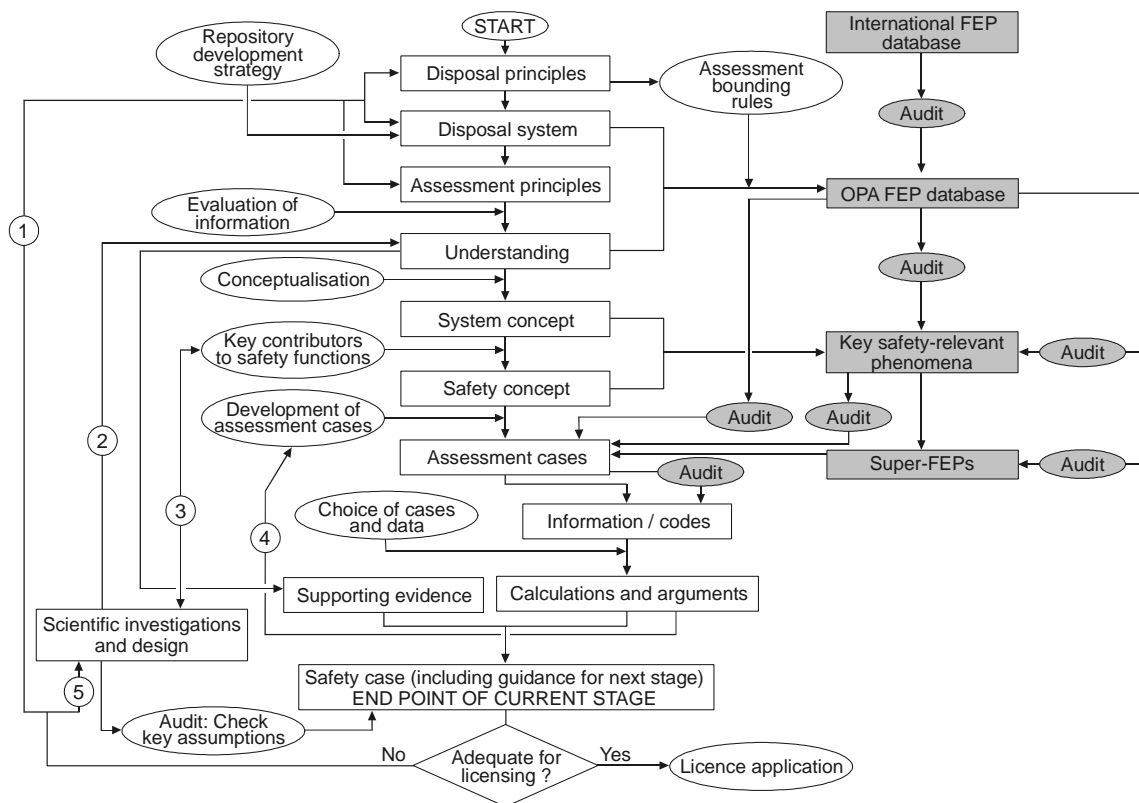 START
International FEP
database
Repository
development
strategy
Disposal principles
Assessment
bounding
rules
Audit
Disposal system
Assessment principles
OPA FEP database
Evaluation of
information
1
Understanding
Audit
Conceptualisation
System concept
Key contributors
to safety functions
Key safety-relevant
phenomena
Audit
Safety concept
Development of
assessment cases
Audit
Audit
2
Assessment cases
Audit
Super-FEPs
Audit
3
Choice of cases
and data
Information / codes
4
Supporting evidence
Calculations and arguments
Scientific investigations
and design
Safety case (including guidance for next stage)
END POINT OF CURRENT STAGE
5
Audit: Check
key assumptions
No
Adequate for
licensing ?
Yes
Licence application